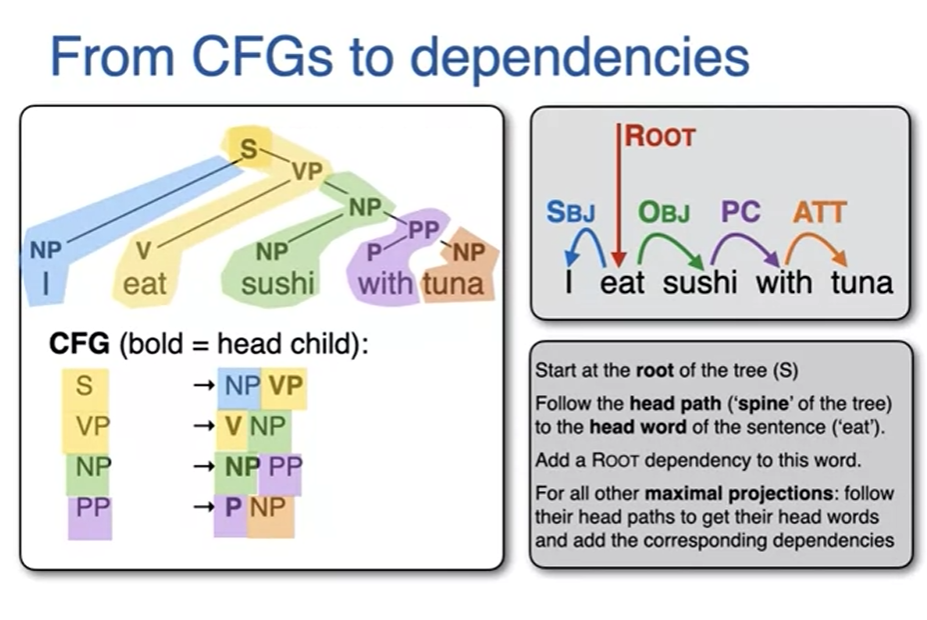 From CFGs to dependencies
S
VP
NP
PP
NP V NP P NP
I eat sushi with tuna
CFG (bold = head child):
S → NP VP
VP → V NP
NP → NP PP
PP → P NP
ROOT
SBJ OBJ PC ATT
I eat sushi with tuna
Start at the root of the tree (S)
Follow the head path (‘spine’ of the tree)
to the head word of the sentence (‘eat’).
Add a ROOT dependency to this word.
For all other maximal projections: follow
their head paths to get their head words
and add the corresponding dependencies